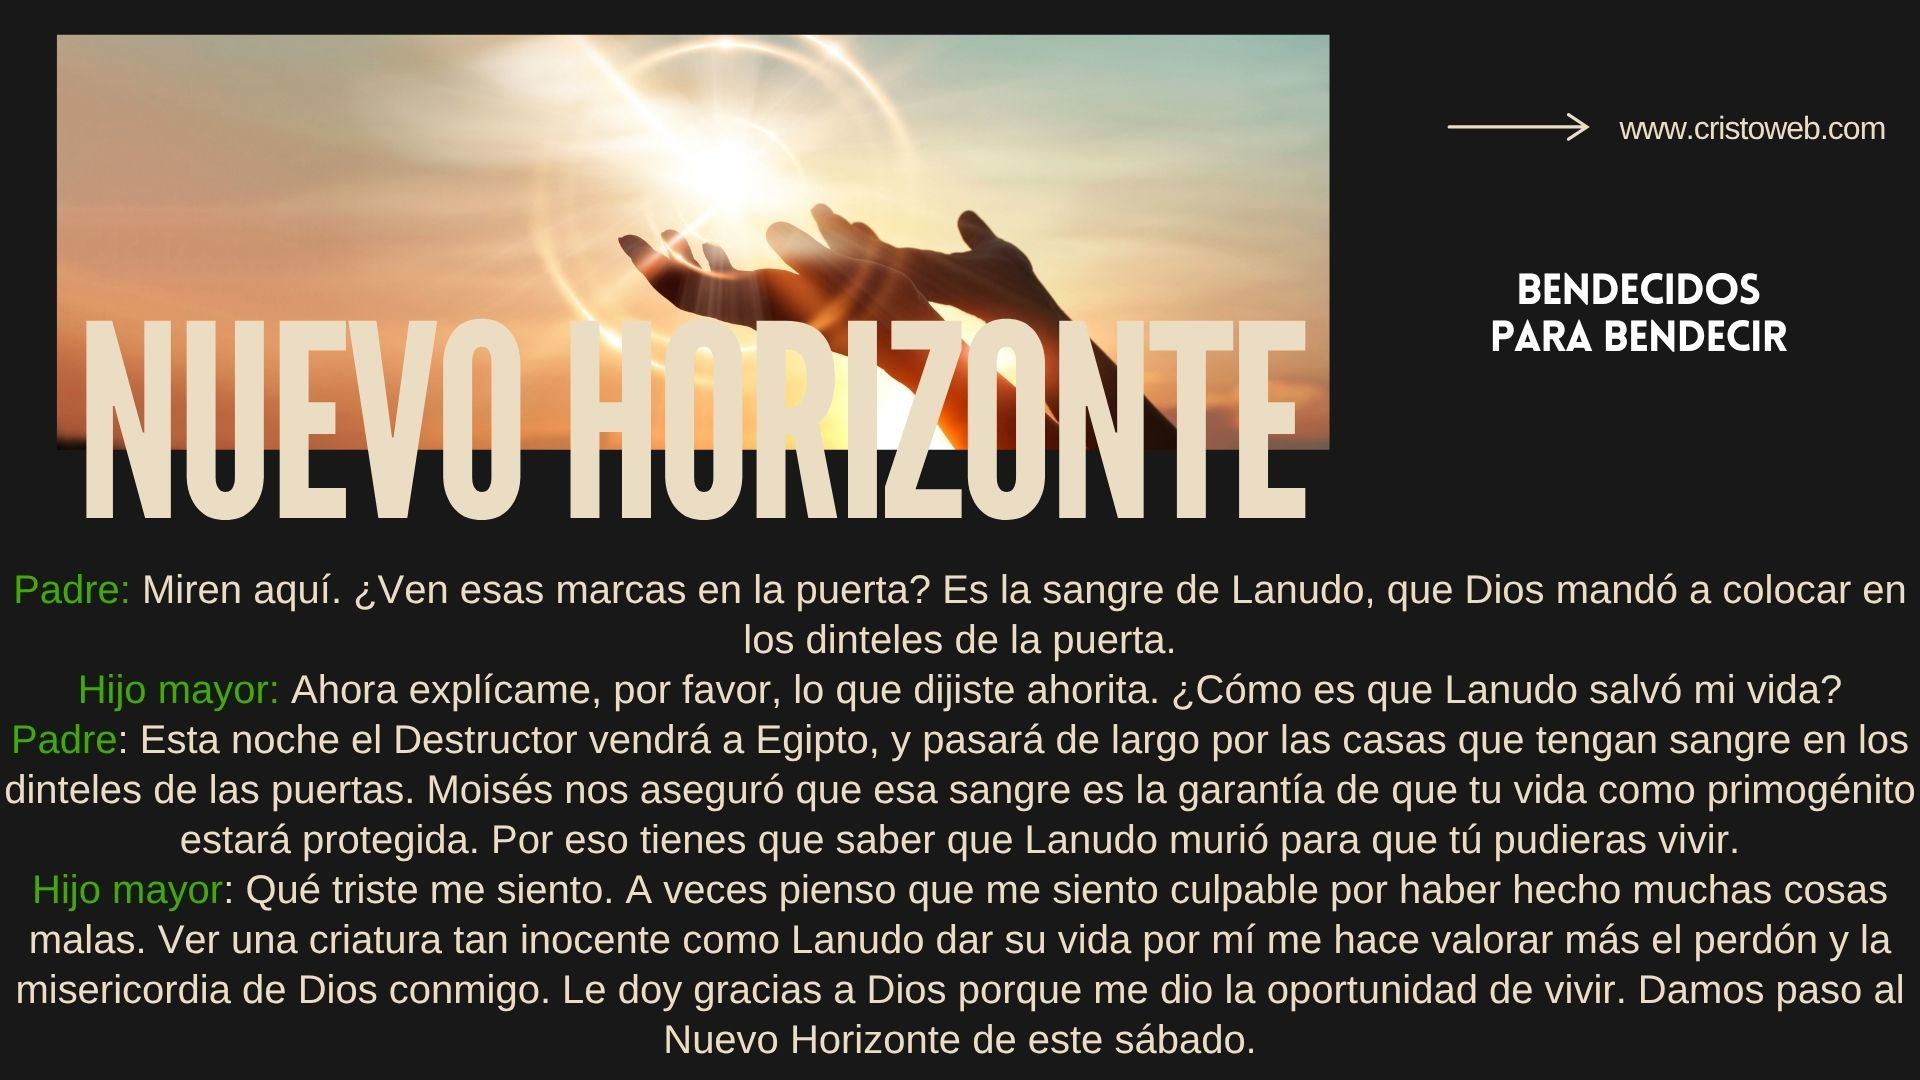 www.cristoweb.com
BENDECIDOS
PARA BENDECIR
NUEVO HORIZONTE
Padre: Miren aquí. ¿Ven esas marcas en la puerta? Es la sangre de Lanudo, que Dios mandó a colocar en
los dinteles de la puerta.
Hijo mayor: Ahora explícame, por favor, lo que dijiste ahorita. ¿Cómo es que Lanudo salvó mi vida?
Padre: Esta noche el Destructor vendrá a Egipto, y pasará de largo por las casas que tengan sangre en los
dinteles de las puertas. Moisés nos aseguró que esa sangre es la garantía de que tu vida como primogénito
estará protegida. Por eso tienes que saber que Lanudo murió para que tú pudieras vivir.
Hijo mayor: Qué triste me siento. A veces pienso que me siento culpable por haber hecho muchas cosas
malas. Ver una criatura tan inocente como Lanudo dar su vida por mí me hace valorar más el perdón y la
misericordia de Dios conmigo. Le doy gracias a Dios porque me dio la oportunidad de vivir. Damos paso al
Nuevo Horizonte de este sábado.